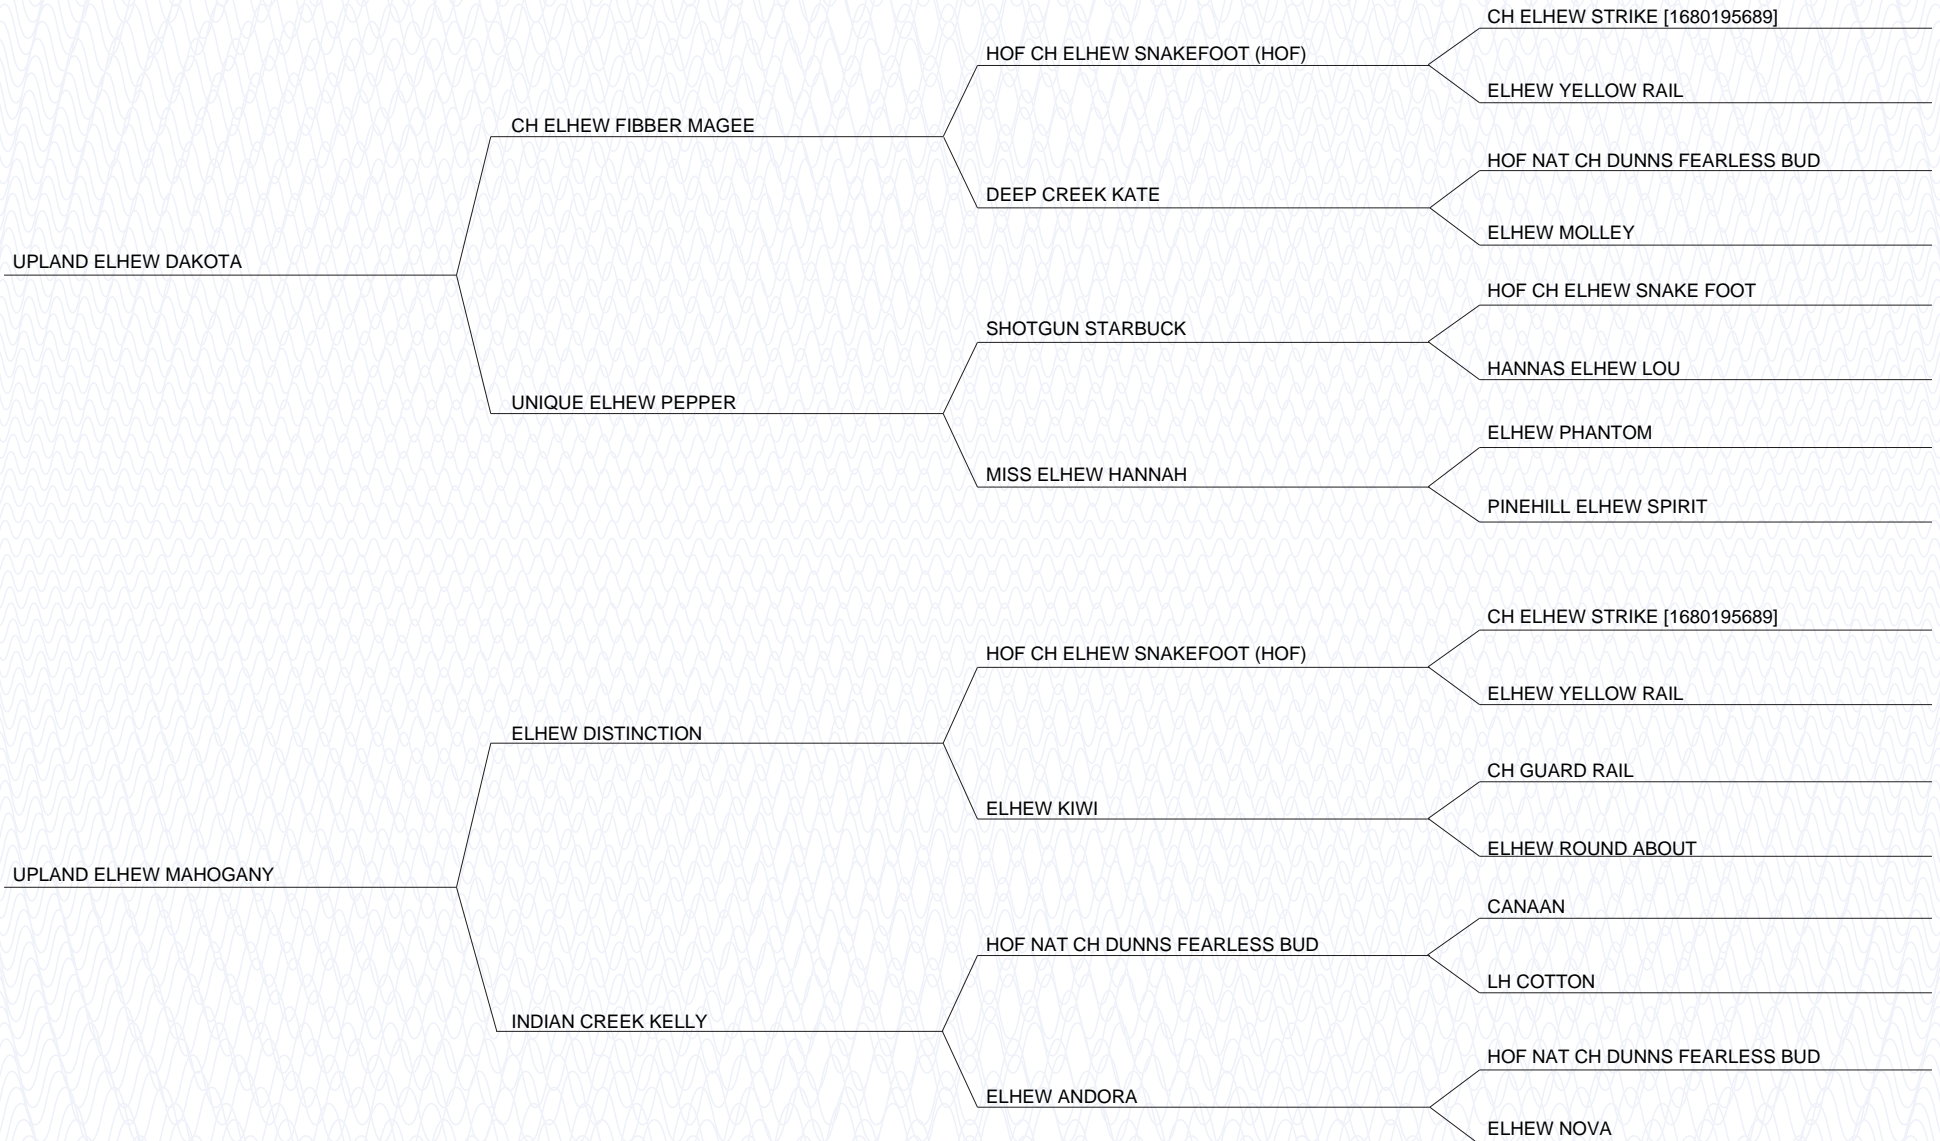 CH ELHEW STRIKE [1680195689]
HOF CH ELHEW SNAKEFOOT (HOF)
ELHEW YELLOW RAIL
CH ELHEW FIBBER MAGEE
HOF NAT CH DUNNS FEARLESS BUD
DEEP CREEK KATE
ELHEW MOLLEY
UPLAND ELHEW DAKOTA
HOF CH ELHEW SNAKE FOOT
SHOTGUN STARBUCK
HANNAS ELHEW LOU
UNIQUE ELHEW PEPPER
ELHEW PHANTOM
MISS ELHEW HANNAH
PINEHILL ELHEW SPIRIT
CH ELHEW STRIKE [1680195689]
HOF CH ELHEW SNAKEFOOT (HOF)
ELHEW YELLOW RAIL
ELHEW DISTINCTION
CH GUARD RAIL
ELHEW KIWI
ELHEW ROUND ABOUT
UPLAND ELHEW MAHOGANY
CANAAN
HOF NAT CH DUNNS FEARLESS BUD
LH COTTON
INDIAN CREEK KELLY
HOF NAT CH DUNNS FEARLESS BUD
ELHEW ANDORA
ELHEW NOVA